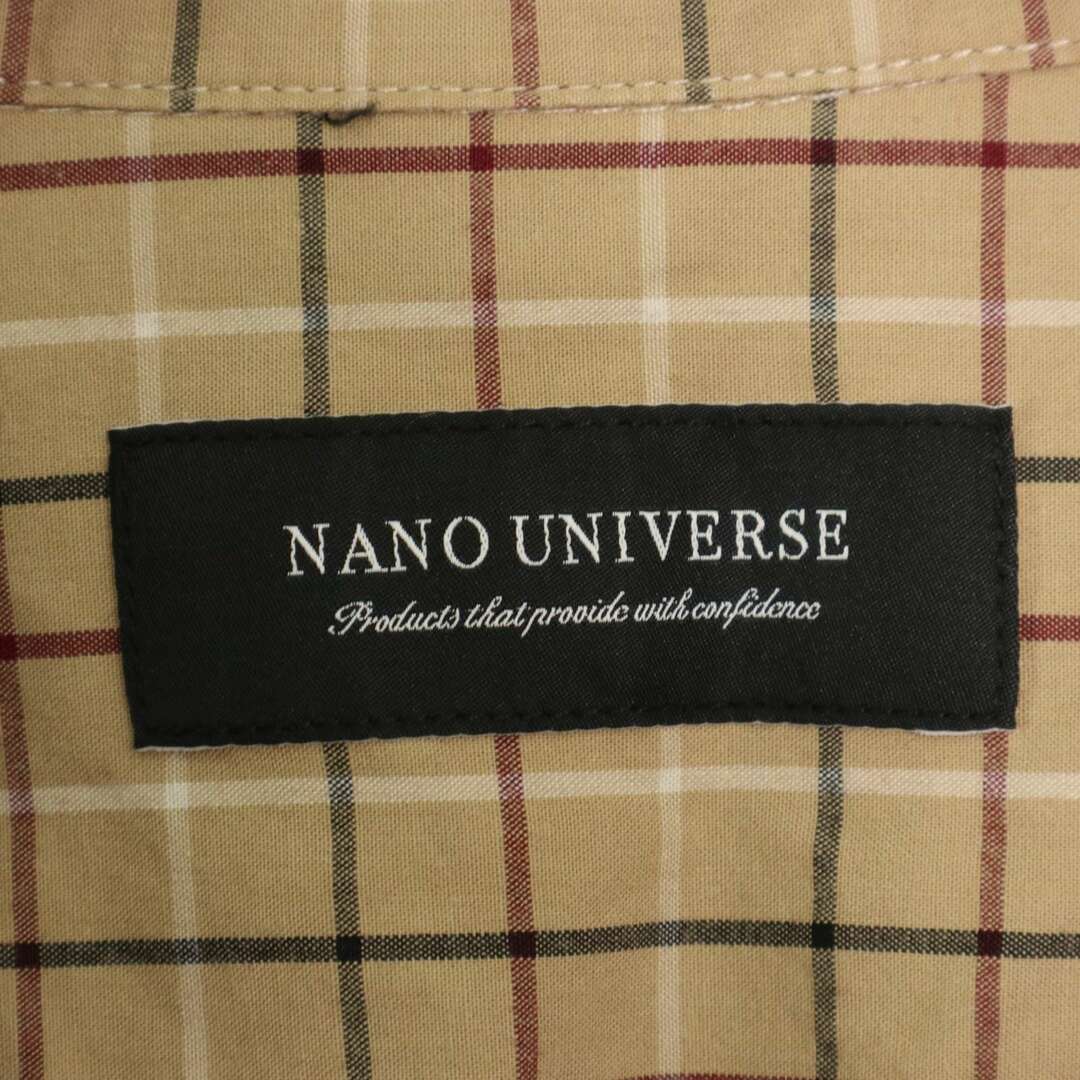 NANO UNIVERSE
Products that provide with confidence